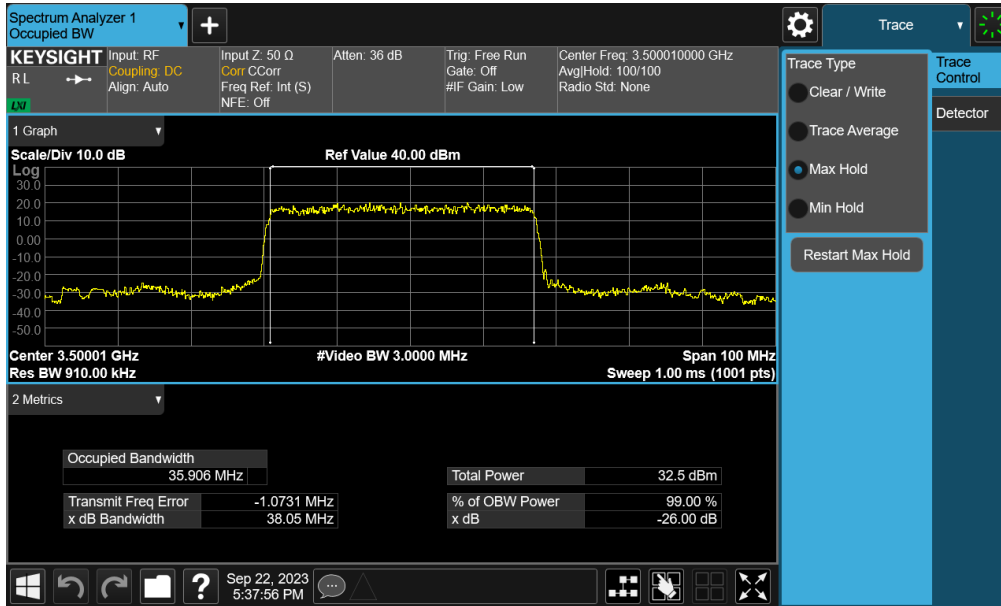 Spectrum Analyzer 1
Occupied BW
Trace
KEYSIGHT
R L
LXI
Input: RF
Coupling: DC
Align: Auto
Input Z: 50 Ω
Corr CCorr
Freq Ref: Int (S)
NFE: Off
Atten: 36 dB
Trig: Free Run
Gate: Off
#IF Gain: Low
Center Freq: 3.500010000 GHz
Avg|Hold: 100/100
Radio Std: None
Trace Type
Clear / Write
Trace Average
Max Hold
Min Hold
Restart Max Hold
Trace
Control
Detector
1 Graph
Scale/Div 10.0 dB
Ref Value 40.00 dBm
Log
30.0
20.0
10.0
0.00
-10.0
-20.0
-30.0
-40.0
-50.0
Center 3.50001 GHz
#Video BW 3.0000 MHz
Span 100 MHz
Res BW 910.00 kHz
Sweep 1.00 ms (1001 pts)
2 Metrics
Occupied Bandwidth
35.906 MHz
Total Power 32.5 dBm
Transmit Freq Error -1.0731 MHz
% of OBW Power 99.00 %
x dB Bandwidth 38.05 MHz
x dB -26.00 dB
?
Sep 22, 2023
5:37:56 PM